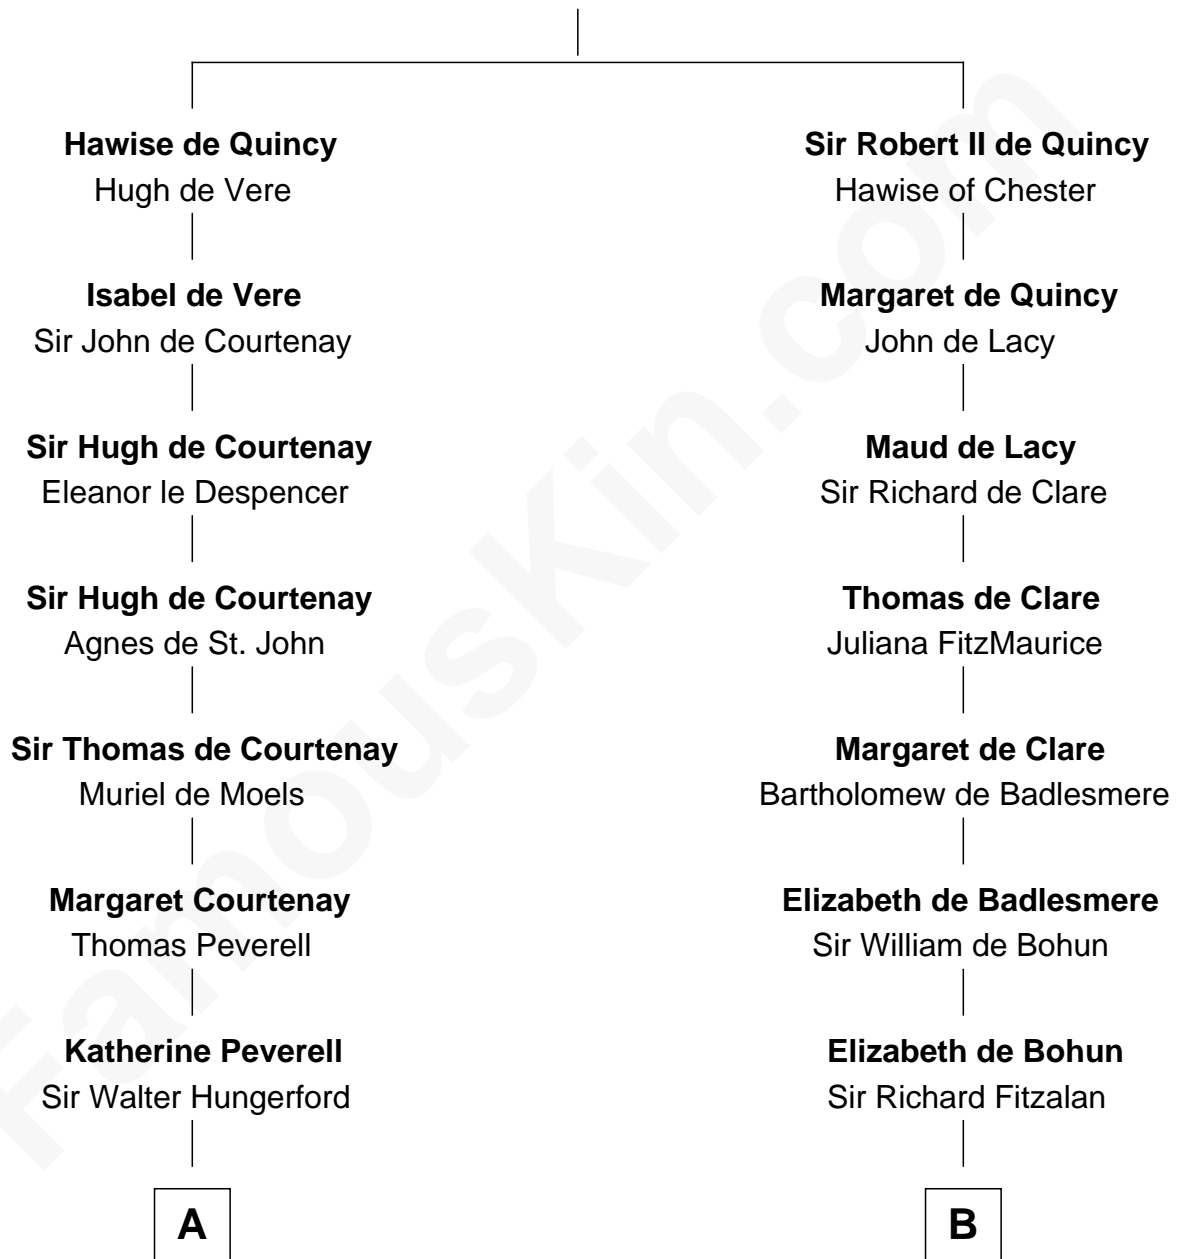 Hawise de Quincy
Hugh de Vere
Isabel de Vere
Sir John de Courtenay
Sir Hugh de Courtenay
Eleanor le Despencer
Sir Hugh de Courtenay
Agnes de St. John
Sir Thomas de Courtenay
Muriel de Moels
Margaret Courtenay
Thomas Peverell
Katherine Peverell
Sir Walter Hungerford
A
Sir Robert II de Quincy
Hawise of Chester
Margaret de Quincy
John de Lacy
Maud de Lacy
Sir Richard de Clare
Thomas de Clare
Juliana FitzMaurice
Margaret de Clare
Bartholomew de Badlesmere
Elizabeth de Badlesmere
Sir William de Bohun
Elizabeth de Bohun
Sir Richard Fitzalan
B
FamousKin.com